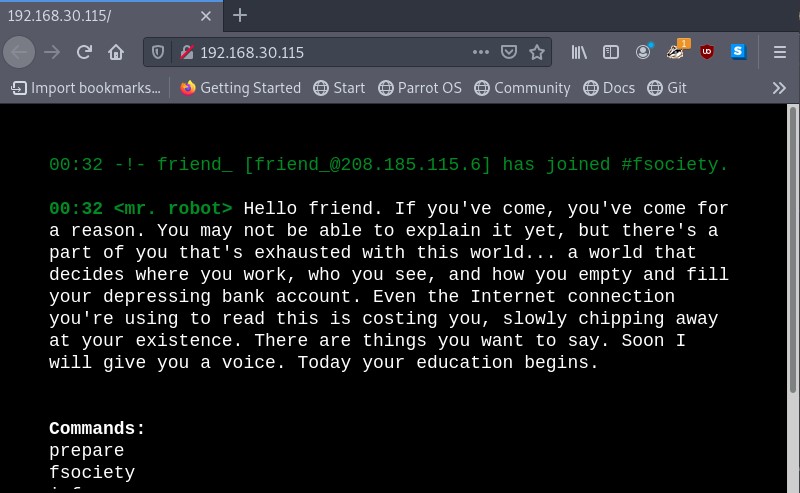 192.168.30.115/
192.168.30.115
1
UD
S
Import bookmarks... Getting Started Start Parrot OS Community Docs Git
00:32 -!- friend_ [friend_@208.185.115.6] has joined #fsociety.
00:32 <mr. robot> Hello friend. If you've come, you've come for
a reason. You may not be able to explain it yet, but there's a
part of you that's exhausted with this world... a world that
decides where you work, who you see, and how you empty and fill
your depressing bank account. Even the Internet connection
you're using to read this is costing you, slowly chipping away
at your existence. There are things you want to say. Soon I
will give you a voice. Today your education begins.
Commands:
prepare
fsociety